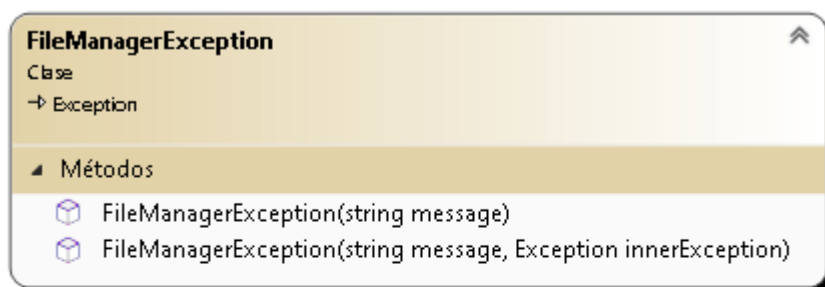 FileManagerException
Clase
Exception
Métodos
FileManagerException(string message)
FileManagerException(string message, Exception innerException)